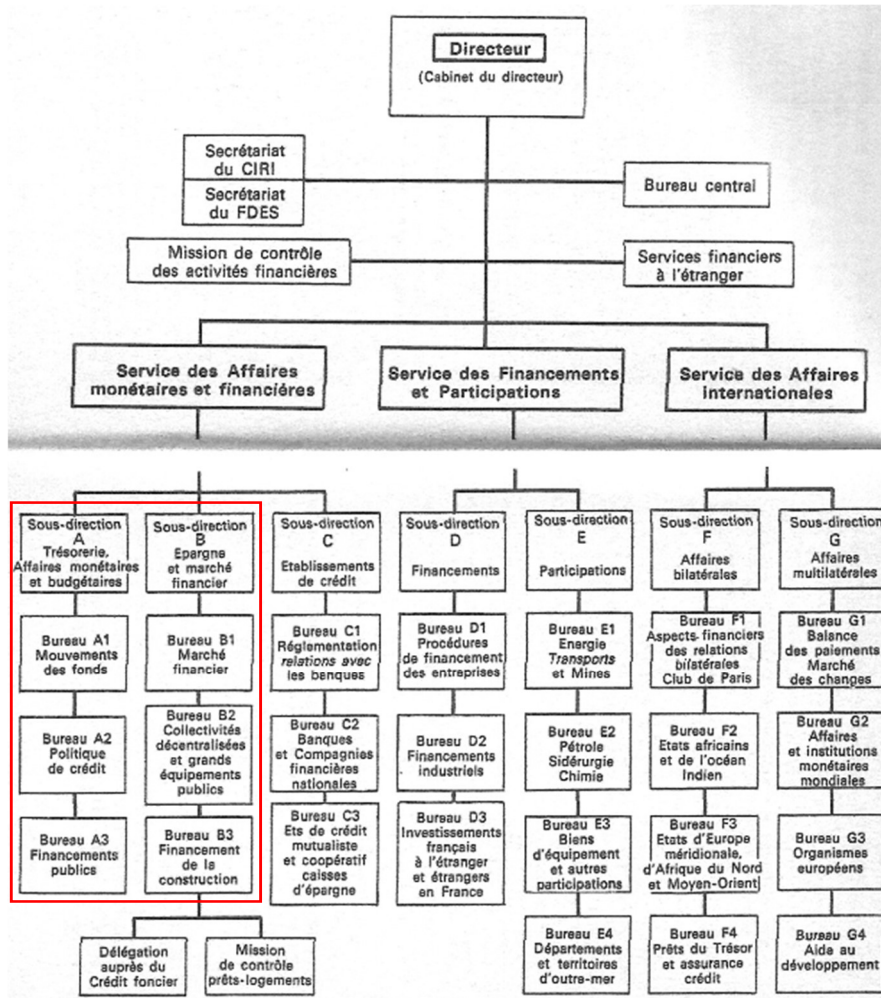 Directeur
(Cabinet du directeur)
Secrétariat
du CIRI
Secrétariat
du FDES
Bureau central
Mission de contrôle
des activités financières
Services financiers
à l'étranger
Service des Affaires
monétaires et financiéres
Service des Financements
et Participations
Service des Affaires
internationales
Sous-direction
A
Trésorerie,
Affaires monétaires
et budgétaires
Bureau A1
Mouvements
des fonds
Bureau A2
Politique
de crédit
Bureau A3
Financements
publics
Sous-direction
B
Epargne
et marché
financier
Bureau B1
Marché
financier
Bureau B2
Collectivités
décentralisées
et grands
équipements
publics
Bureau B3
Financement
de la
construction
Délégation
auprès du
Crédit foncier
Mission
de contrôle
prêts-logements
Sous-direction
C
Etablissements
de crédit
Bureau C1
Réglementation
relations avec
les banques
Bureau C2
Banques
et Compagnies
financières
nationales
Bureau C3
Ets de crédit
mutualiste
et coopératif
caisses
d'épargne
Sous-direction
D
Financements
Bureau D1
Procédures
de financement
des entreprises
Bureau D2
Financements
industriels
Bureau D3
Investissements
français
à l'étranger
et étrangers
en France
Sous-direction
E
Participations
Bureau E1
Energie
Transports
et Mines
Bureau E2
Pétrole
Sidérurgie
Chimie
Bureau E3
Biens
d'équipement
et autres
participations
Bureau E4
Départements
et territoires
d'outre-mer
Sous-direction
F
Affaires
bilatérales
Bureau F1
Aspects financiers
des relations
bilatérales
Club de Paris
Bureau F2
Etats africains
et de l'océan
Indien
Bureau F3
Etats d'Europe
méridionale,
d'Afrique du Nord
et Moyen-Orient
Bureau F4
Prêts du Trésor
et assurance
crédit
Sous-direction
G
Affaires
multilatérales
Bureau G1
Balance
des paiements
Marché
des changes
Bureau G2
Affaires
et institutions
monétaires
mondiales
Bureau G3
Organismes
européens
Bureau G4
Aide au
développement